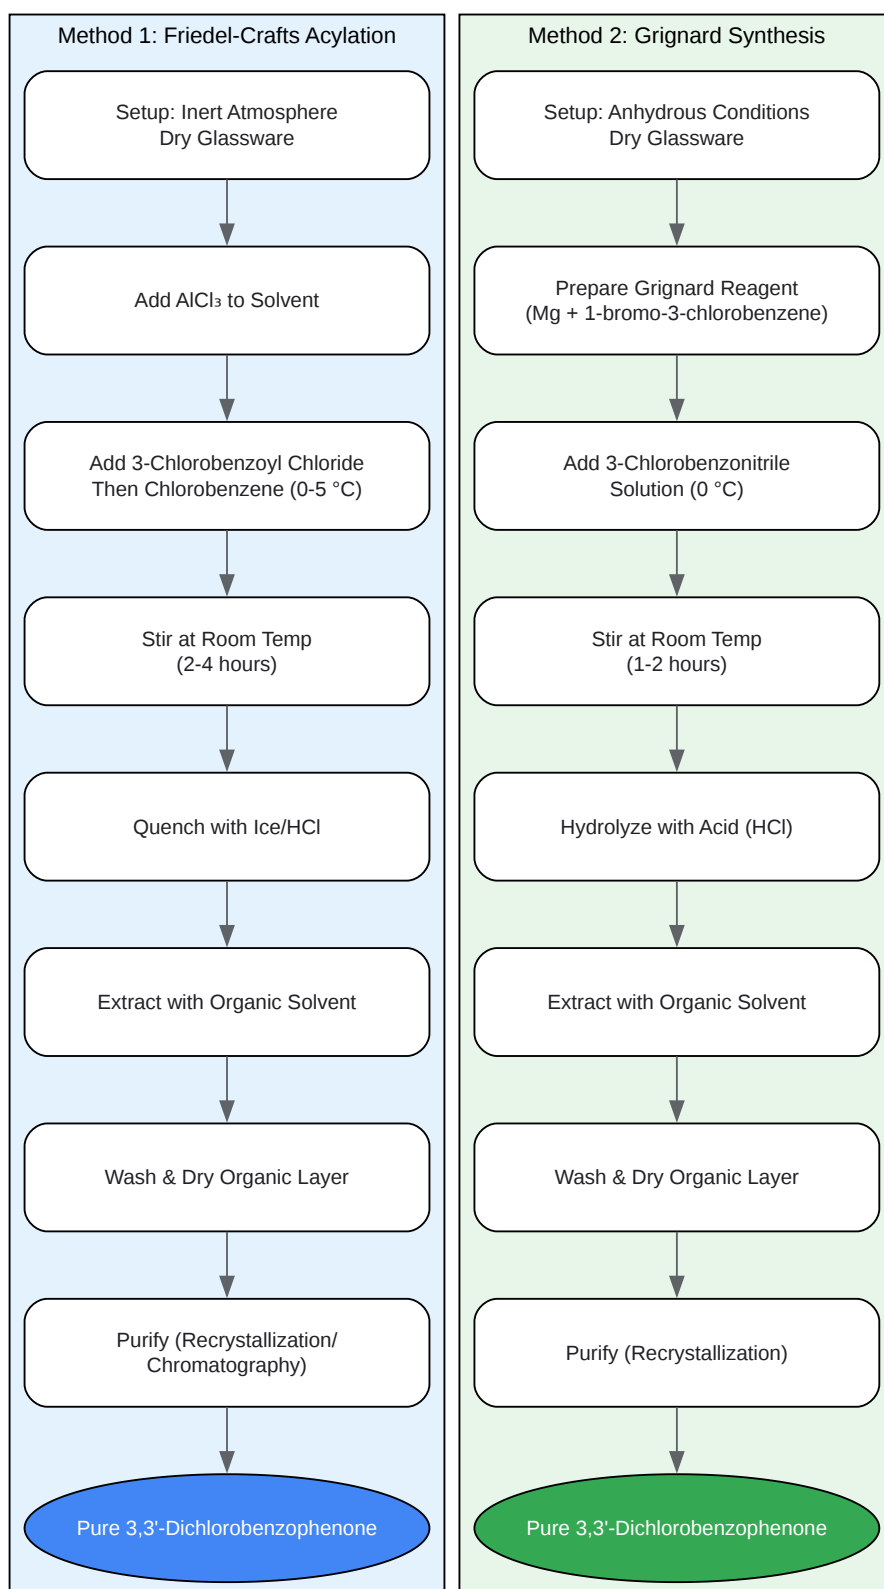 Method 1: Friedel-Crafts Acylation
Setup: Inert Atmosphere
Dry Glassware
Add AlCl₃ to Solvent
Add 3-Chlorobenzoyl Chloride
Then Chlorobenzene (0-5 °C)
Stir at Room Temp
(2-4 hours)
Quench with Ice/HCl
Extract with Organic Solvent
Wash & Dry Organic Layer
Purify (Recrystallization/
Chromatography)
Pure 3,3'-Dichlorobenzophenone
Method 2: Grignard Synthesis
Setup: Anhydrous Conditions
Dry Glassware
Prepare Grignard Reagent
(Mg + 1-bromo-3-chlorobenzene)
Add 3-Chlorobenzonitrile
Solution (0 °C)
Stir at Room Temp
(1-2 hours)
Hydrolyze with Acid (HCl)
Extract with Organic Solvent
Wash & Dry Organic Layer
Purify (Recrystallization)
Pure 3,3'-Dichlorobenzophenone